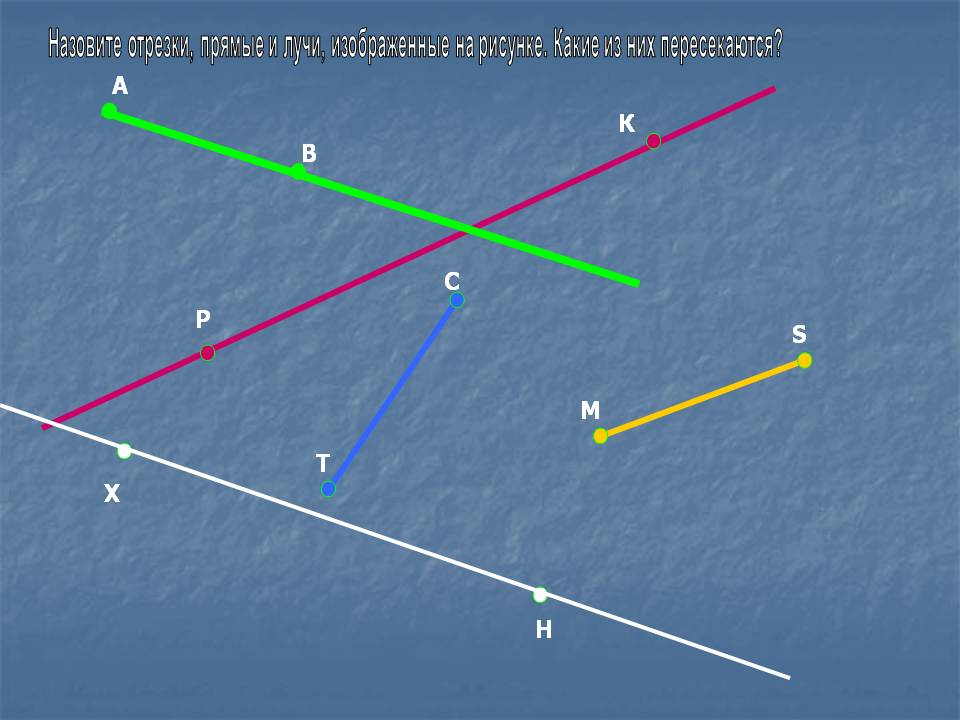 Назовите отрезки, прямые и лучи, изображенные на рисунке. Какие из них пересекаются?
A
K
B
C
P
S
M
T
X
H